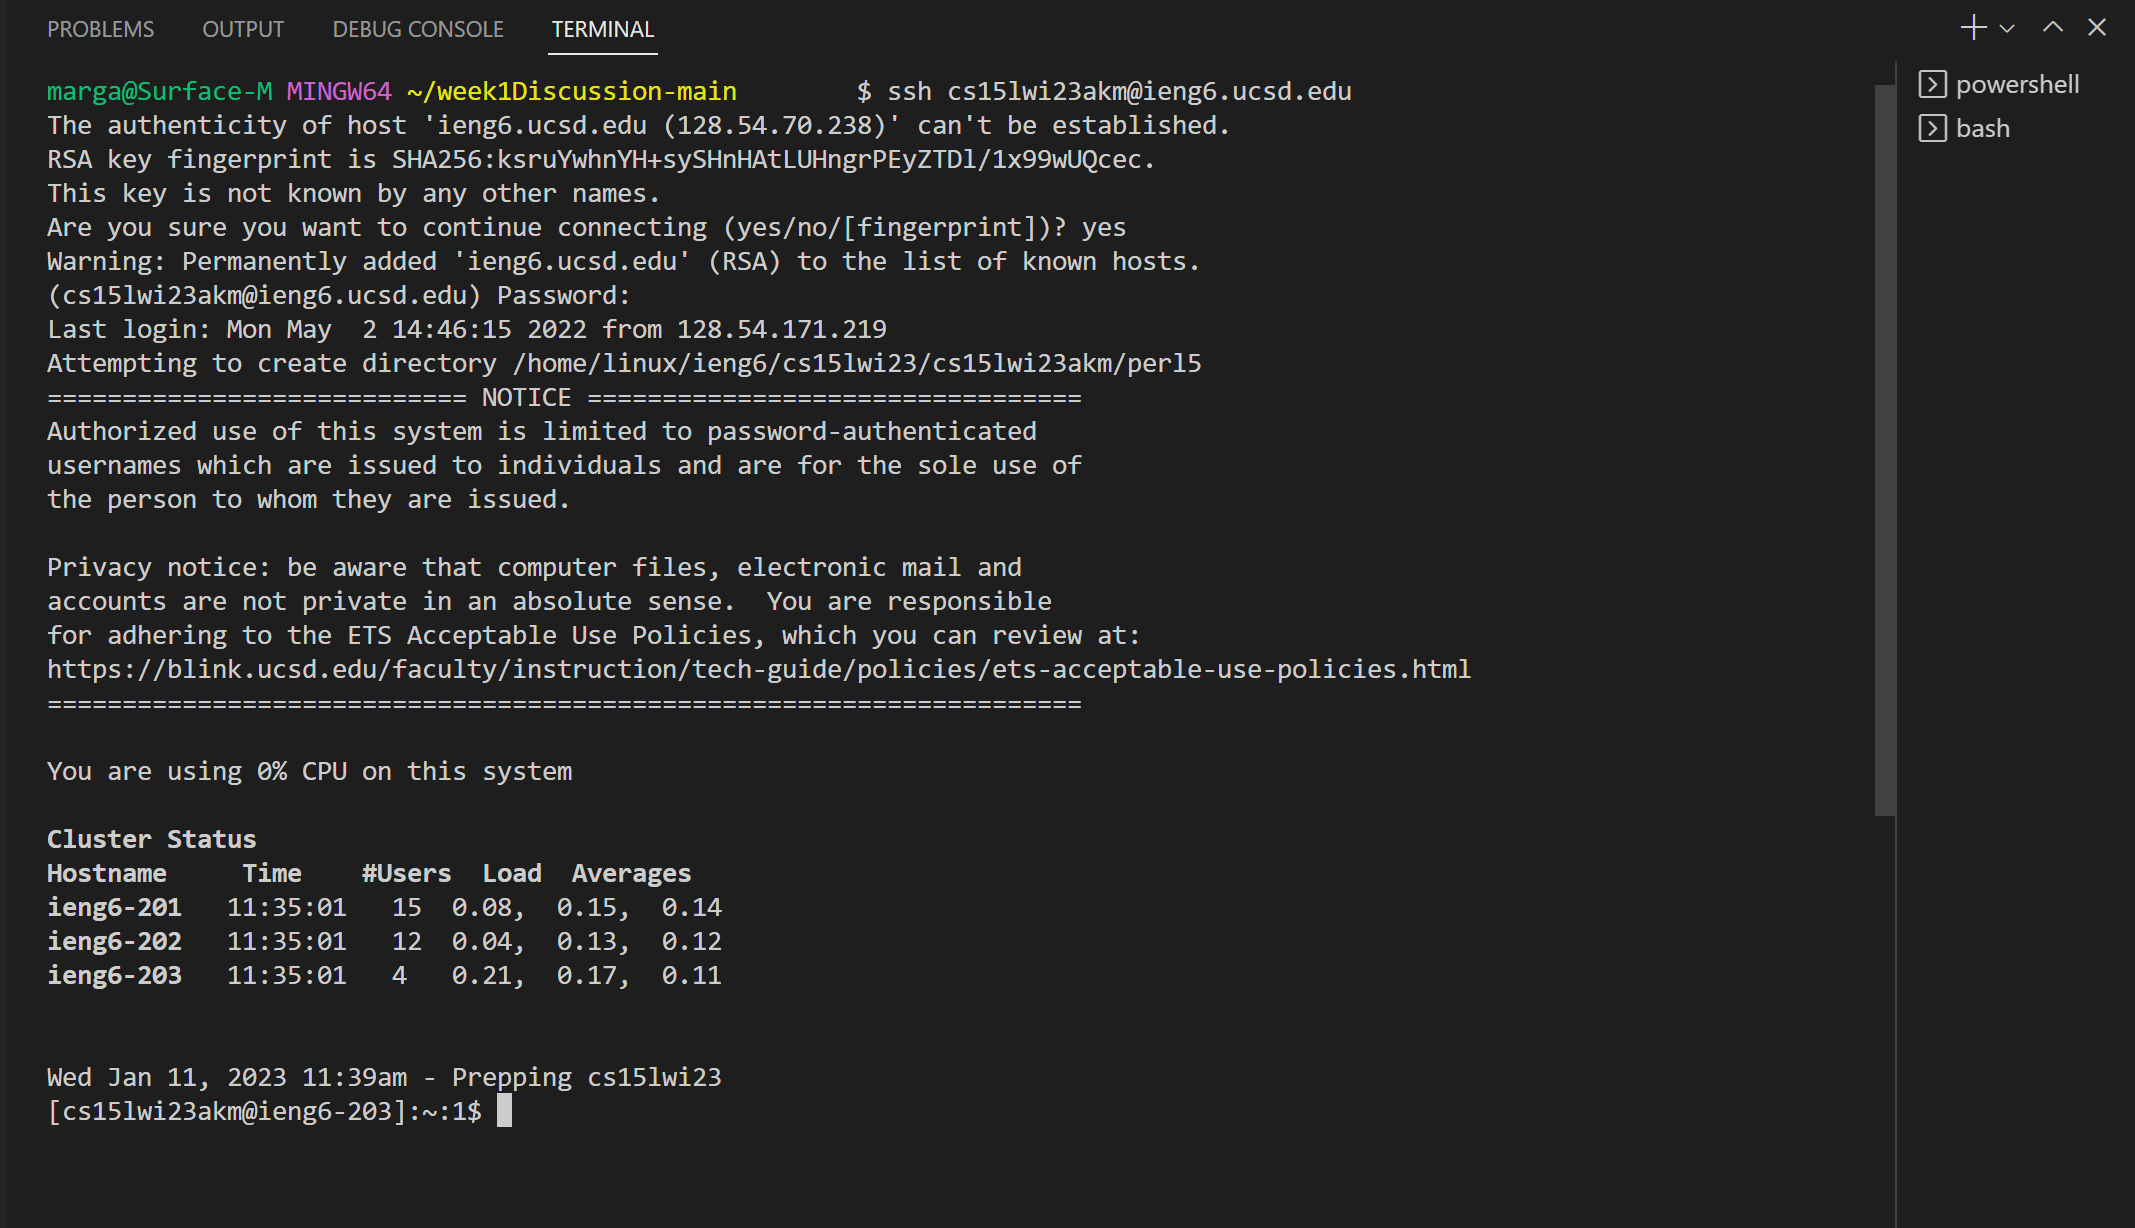 PROBLEMS OUTPUT DEBUG CONSOLE TERMINAL
marga@Surface-M MINGW64 ~/week1Discussion-main        $ ssh cs15lwi23akm@ieng6.ucsd.edu
The authenticity of host 'ieng6.ucsd.edu (128.54.70.238)' can't be established.
RSA key fingerprint is SHA256:ksruYwhnYH+sySHnHAtLUHngrPEyZTDl/1x99wUQcec.
This key is not known by any other names.
Are you sure you want to continue connecting (yes/no/[fingerprint])? yes
Warning: Permanently added 'ieng6.ucsd.edu' (RSA) to the list of known hosts.
(cs15lwi23akm@ieng6.ucsd.edu) Password:
Last login: Mon May  2 14:46:15 2022 from 128.54.171.219
Attempting to create directory /home/linux/ieng6/cs15lwi23/cs15lwi23akm/perl5
============================ NOTICE =================================
Authorized use of this system is limited to password-authenticated
usernames which are issued to individuals and are for the sole use of
the person to whom they are issued.
Privacy notice: be aware that computer files, electronic mail and
accounts are not private in an absolute sense.  You are responsible
for adhering to the ETS Acceptable Use Policies, which you can review at:
https://blink.ucsd.edu/faculty/instruction/tech-guide/policies/ets-acceptable-use-policies.html
=====================================================================
You are using 0% CPU on this system
Cluster Status
Hostname     Time    #Users  Load  Averages
ieng6-201   11:35:01   15  0.08,  0.15,  0.14
ieng6-202   11:35:01   12  0.04,  0.13,  0.12
ieng6-203   11:35:01   4   0.21,  0.17,  0.11
Wed Jan 11, 2023 11:39am - Prepping cs15lwi23
[cs15lwi23akm@ieng6-203]:~:1$
powershell
bash